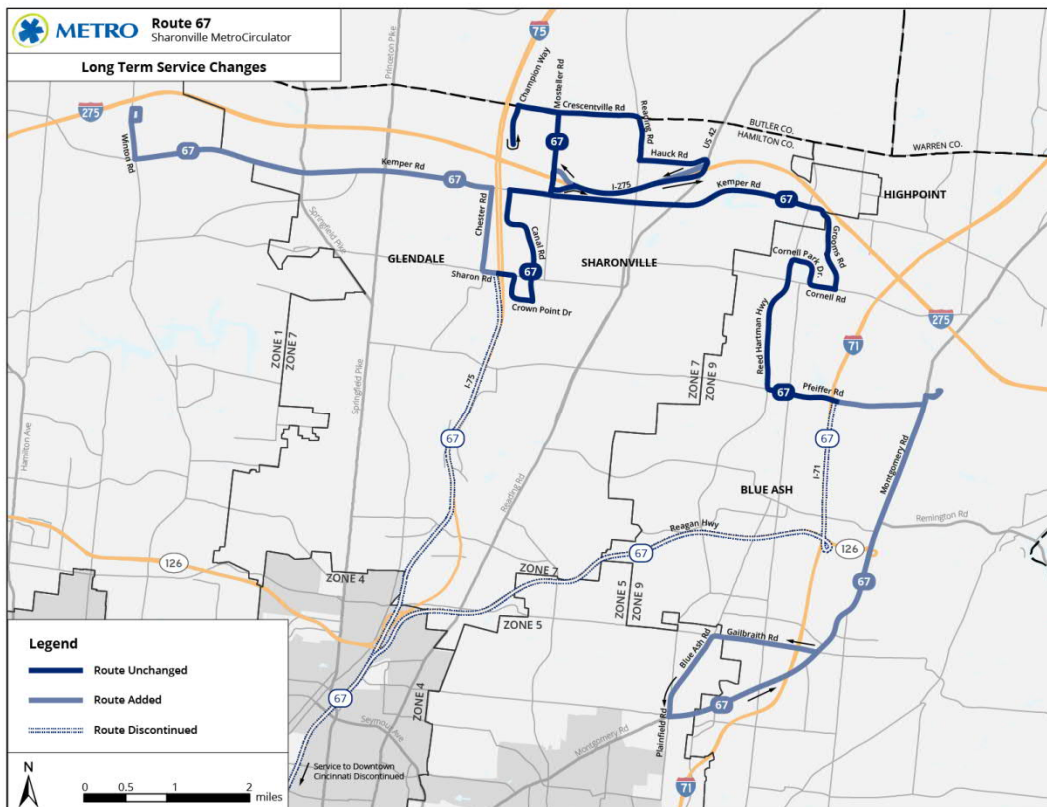 METRO
Route 67
Sharonville MetroCirculator
Long Term Service Changes
Princeton Pike
75
Champion Way
Mosteller Rd
Crescentville Rd
Reading Rd
US 42
BUTLER CO.
HAMILTON CO.
WARREN CO.
275
Winton Rd
67
Kemper Rd
67
67
Hauck Rd
I-275
Kemper Rd
67
HIGHPOINT
Springfield Pike
Chester Rd
Canal Rd
GLENDALE
SHARONVILLE
Grooms Rd
Cornell Park Dr.
Cornell Rd
Sharon Rd
67
Crown Point Dr
Reed Hartman Hwy
275
71
ZONE 1
ZONE 7
ZONE 7
ZONE 9
I-75
Springfield Pike
67
Pfeiffer Rd
Hamilton Ave
67
67
I-71
Montgomery Rd
BLUE ASH
Reading Rd
Reagan Hwy
Remington Rd
126
67
126
ZONE 4
ZONE 7
ZONE 5
ZONE 5
ZONE 9
67
Blue Ash Rd
Gailbraith Rd
Legend
Route Unchanged
Route Added
Route Discontinued
67
ZONE 4
Seymour Ave
67
Plainfield Rd
Montgomery Rd
Service to Downtown
Cincinnati Discontinued
71
N
0 0.5 1 2
miles